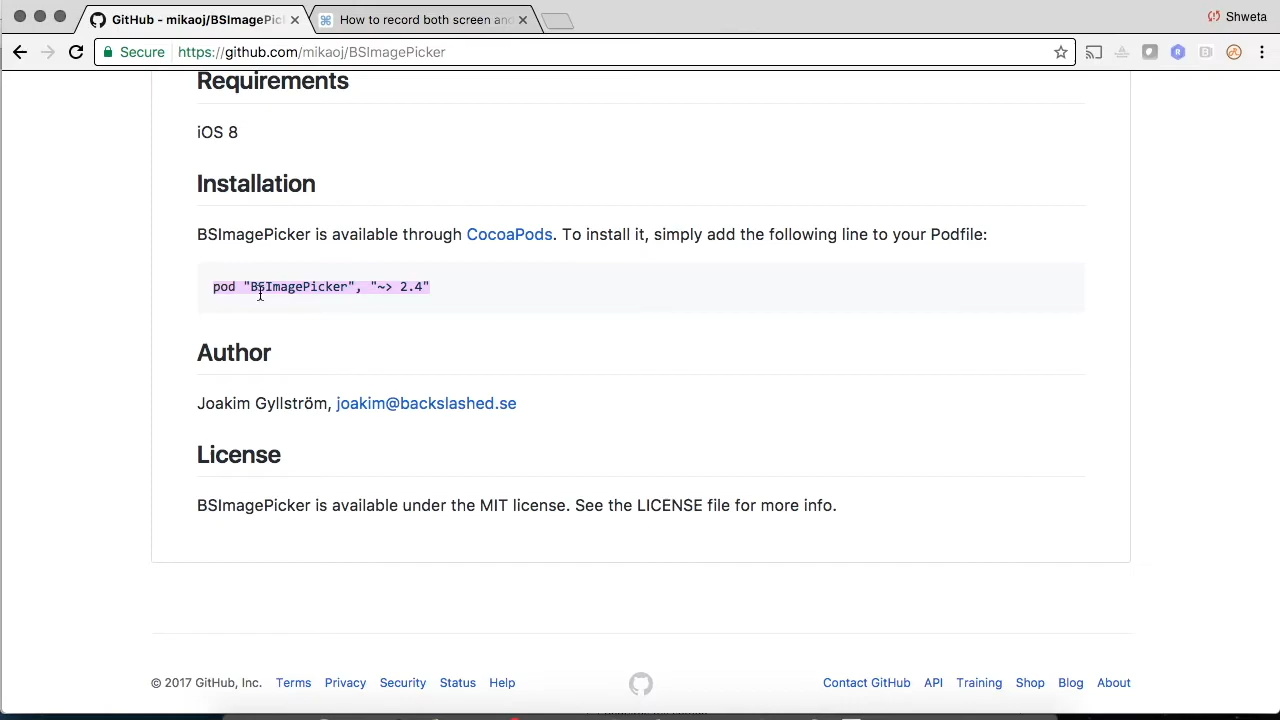 GitHub - mikaoj/BSImagePic
How to record both screen and
Shweta
Secure https://github.com/mikaoj/BSImagePicker
Requirements
iOS 8
Installation
BSImagePicker is available through CocoaPods. To install it, simply add the following line to your Podfile:
pod "BSImagePicker", "~> 2.4"
Author
Joakim Gyllström, joakim@backslashed.se
License
BSImagePicker is available under the MIT license. See the LICENSE file for more info.
© 2017 GitHub, Inc. Terms Privacy Security Status Help
Contact GitHub API Training Shop Blog About